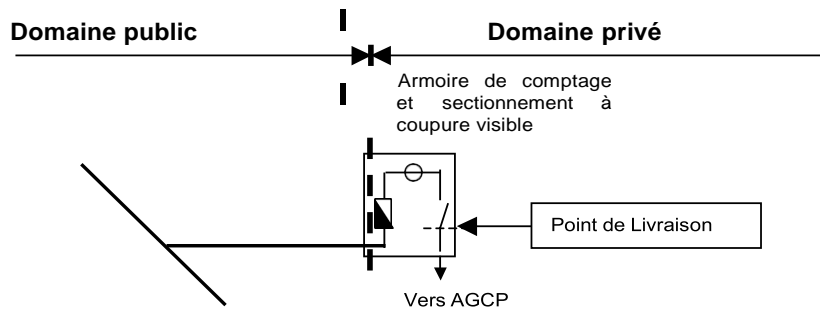 Domaine public
Domaine privé
Armoire de comptage
et sectionnement à
coupure visible
Point de Livraison
Vers AGCP